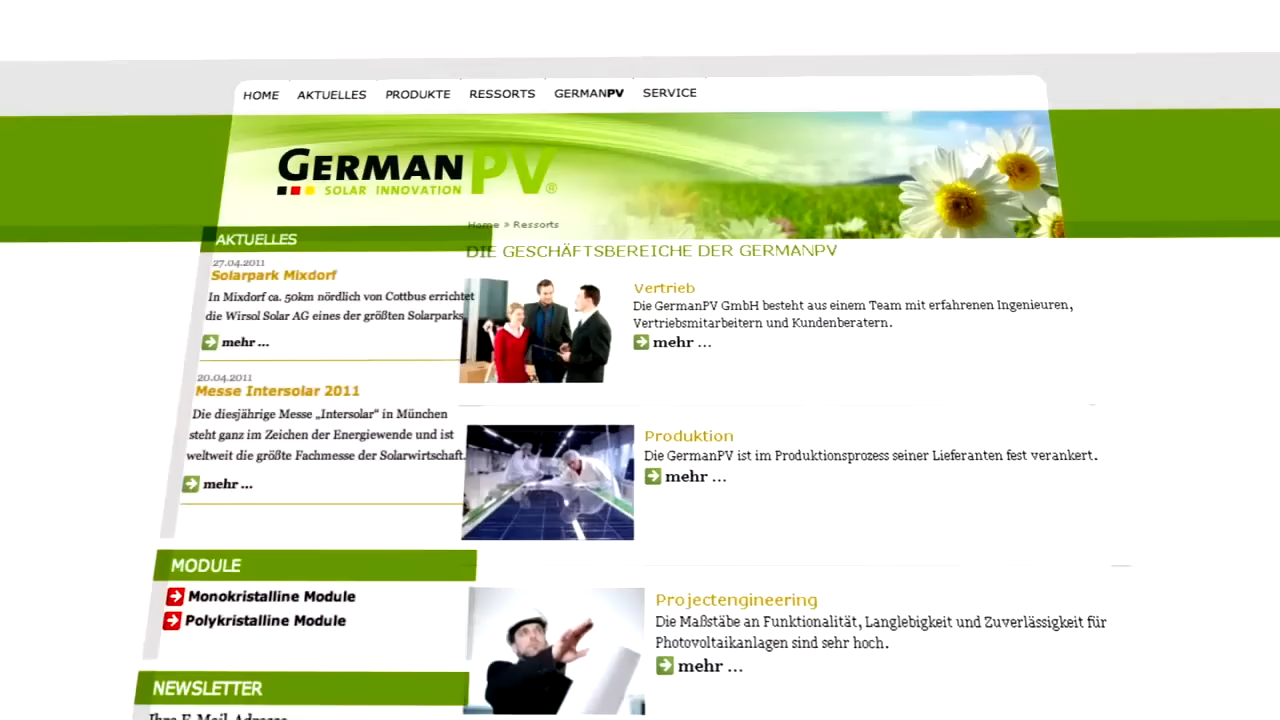 HOME AKTUELLES PRODUKTE RESSORTS GERMANPV SERVICE
GERMANPV®
SOLAR INNOVATION
Home » Ressorts
AKTUELLES
27.04.2011
Solarpark Mixdorf
In Mixdorf ca. 50km nördlich von Cottbus errichtet
die Wirsol Solar AG eines der größten Solarparks.
mehr ...
20.04.2011
Messe Intersolar 2011
Die diesjährige Messe „Intersolar“ in München
steht ganz im Zeichen der Energiewende und ist
weltweit die größte Fachmesse der Solarwirtschaft.
mehr ...
MODULE
Monokristalline Module
Polykristalline Module
NEWSLETTER
Ihre E-Mail-Adresse
DIE GESCHÄFTSBEREICHE DER GERMANPV
Vertrieb
Die GermanPV GmbH besteht aus einem Team mit erfahrenen Ingenieuren,
Vertriebsmitarbeitern und Kundenberatern.
mehr ...
Produktion
Die GermanPV ist im Produktionsprozess seiner Lieferanten fest verankert.
mehr ...
Projectengineering
Die Maßstäbe an Funktionalität, Langlebigkeit und Zuverlässigkeit für
Photovoltaikanlagen sind sehr hoch.
mehr ...